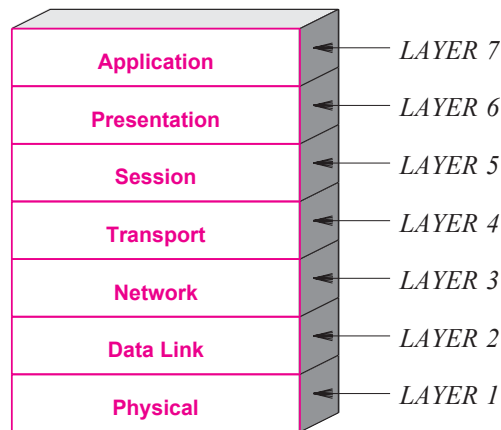 Application LAYER 7
Presentation LAYER 6
Session LAYER 5
Transport LAYER 4
Network LAYER 3
Data Link LAYER 2
Physical LAYER 1